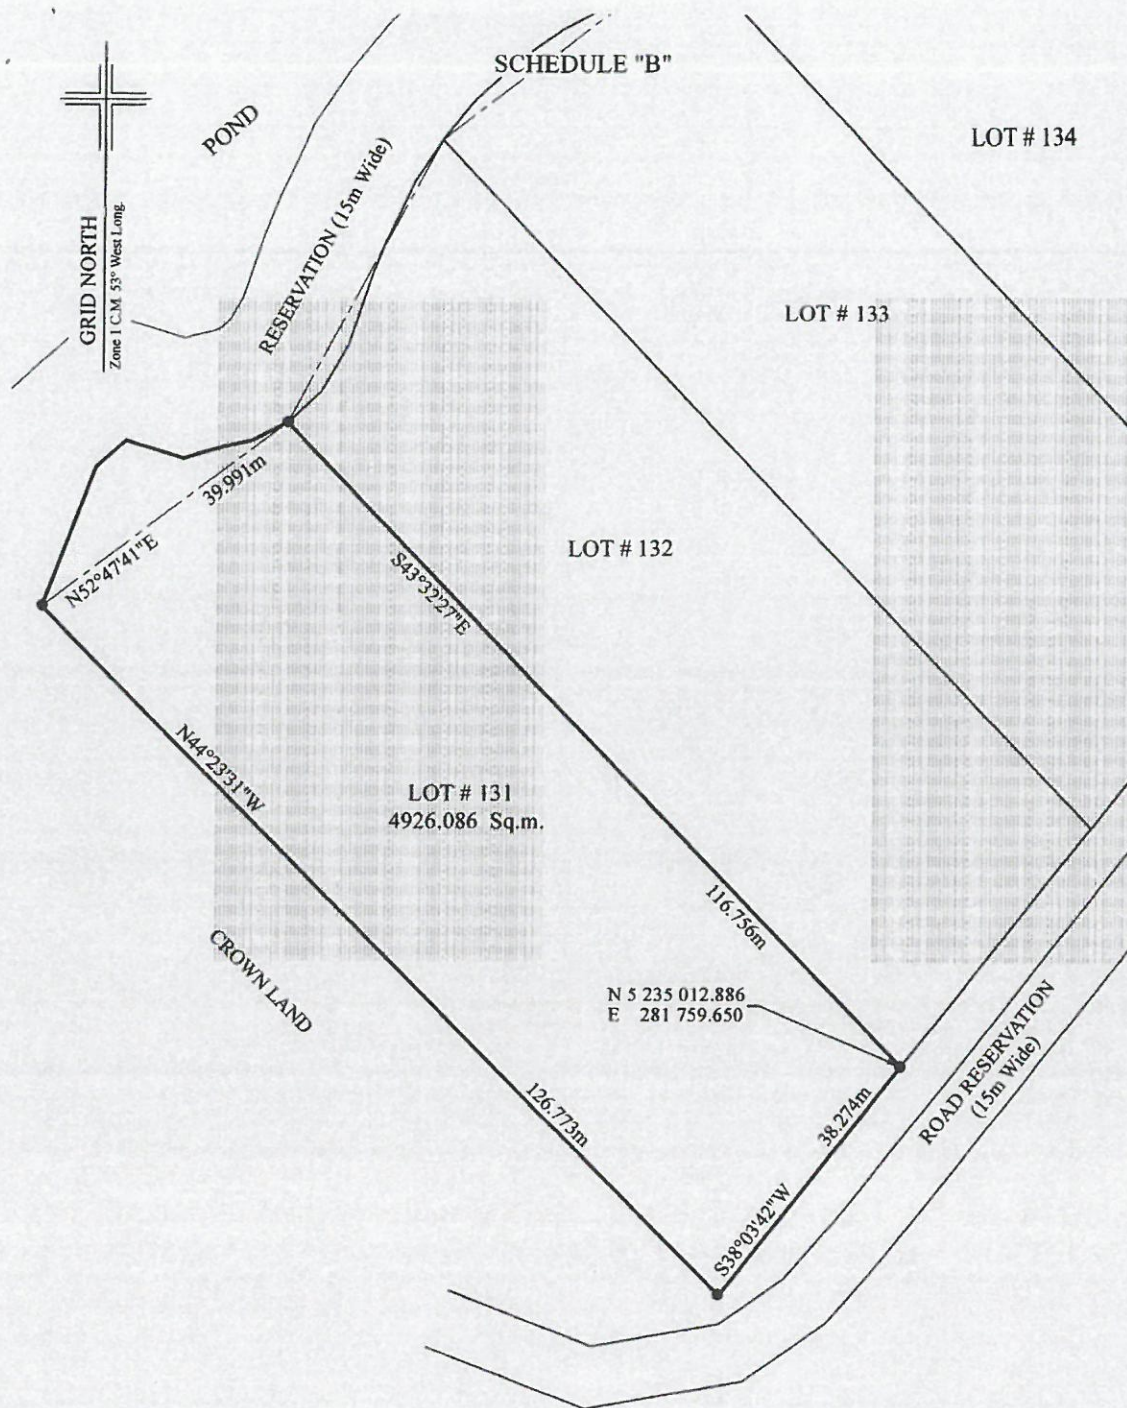 SCHEDULE "B"
LOT # 134
POND
RESERVATION (15m Wide)
GRID NORTH
Zone 1 C.M. 53° West Long.
LOT # 133
39.991m
N52°47'41"E
LOT # 132
S43°32'27"E
N44°23'31"W
LOT # 131
4926.086 Sq.m.
116.756m
CROWN LAND
N 5 235 012.886
E 281 759.650
126.773m
38.274m
S38°03'42"W
ROAD RESERVATION
(15m Wide)